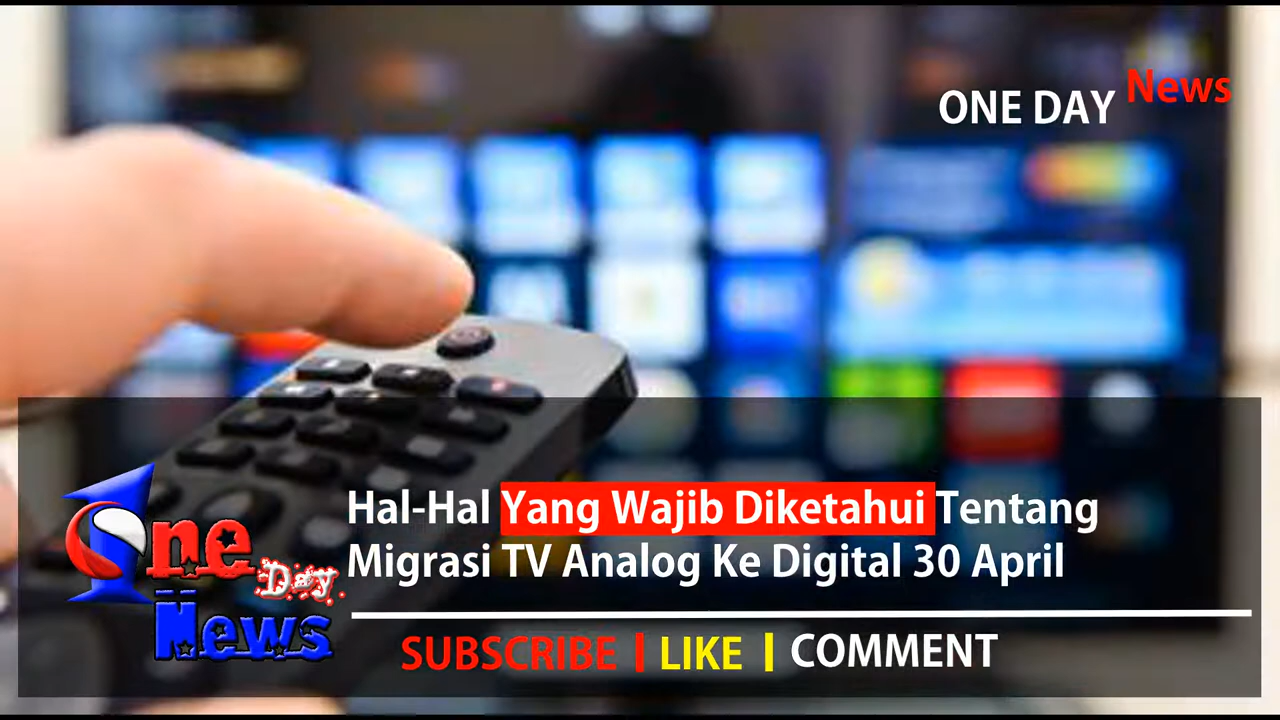 ONE DAY News
One Day
News
Hal-Hal Yang Wajib Diketahui Tentang
Migrasi TV Analog Ke Digital 30 April
SUBSCRIBE | LIKE | COMMENT